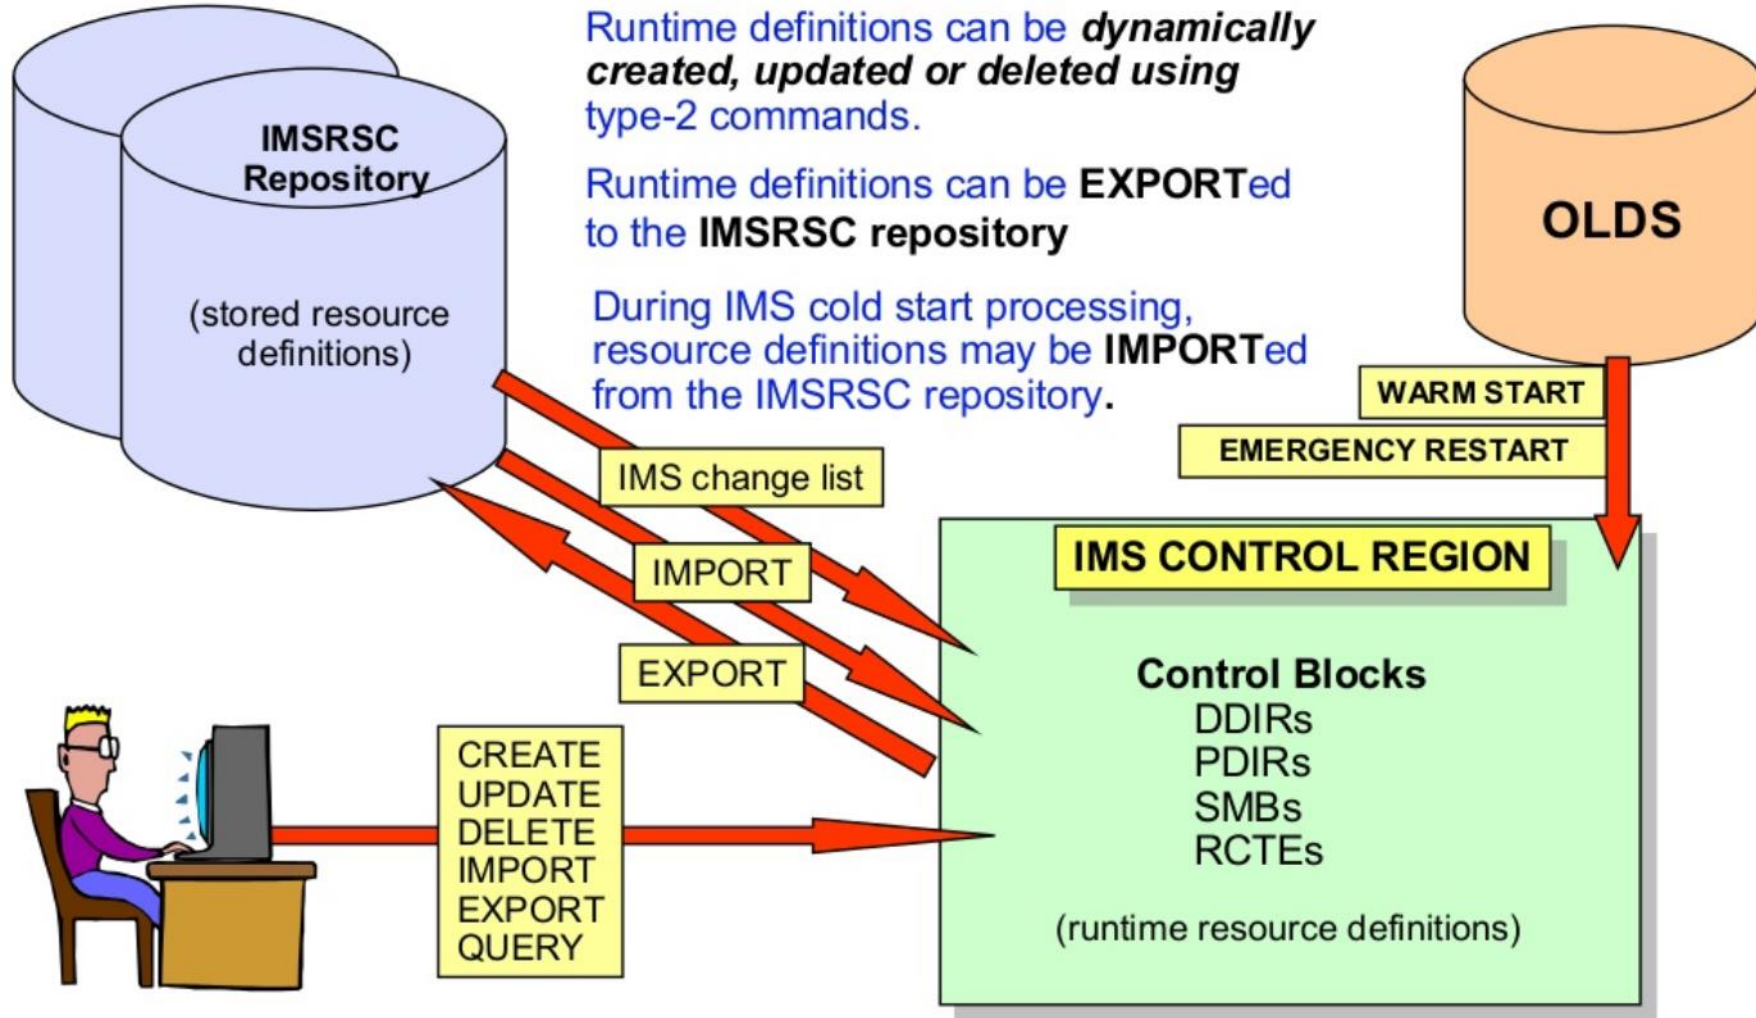 Runtime definitions can be dynamically
created, updated or deleted using
type-2 commands.
Runtime definitions can be EXPORTed
to the IMSRSC repository
During IMS cold start processing,
resource definitions may be IMPORTed
from the IMSRSC repository.
IMSRSC
Repository
(stored resource
definitions)
OLDS
WARM START
EMERGENCY RESTART
IMS change list
IMPORT
EXPORT
IMS CONTROL REGION
Control Blocks
DDIRs
PDIRs
SMBs
RCTEs
(runtime resource definitions)
CREATE
UPDATE
DELETE
IMPORT
EXPORT
QUERY